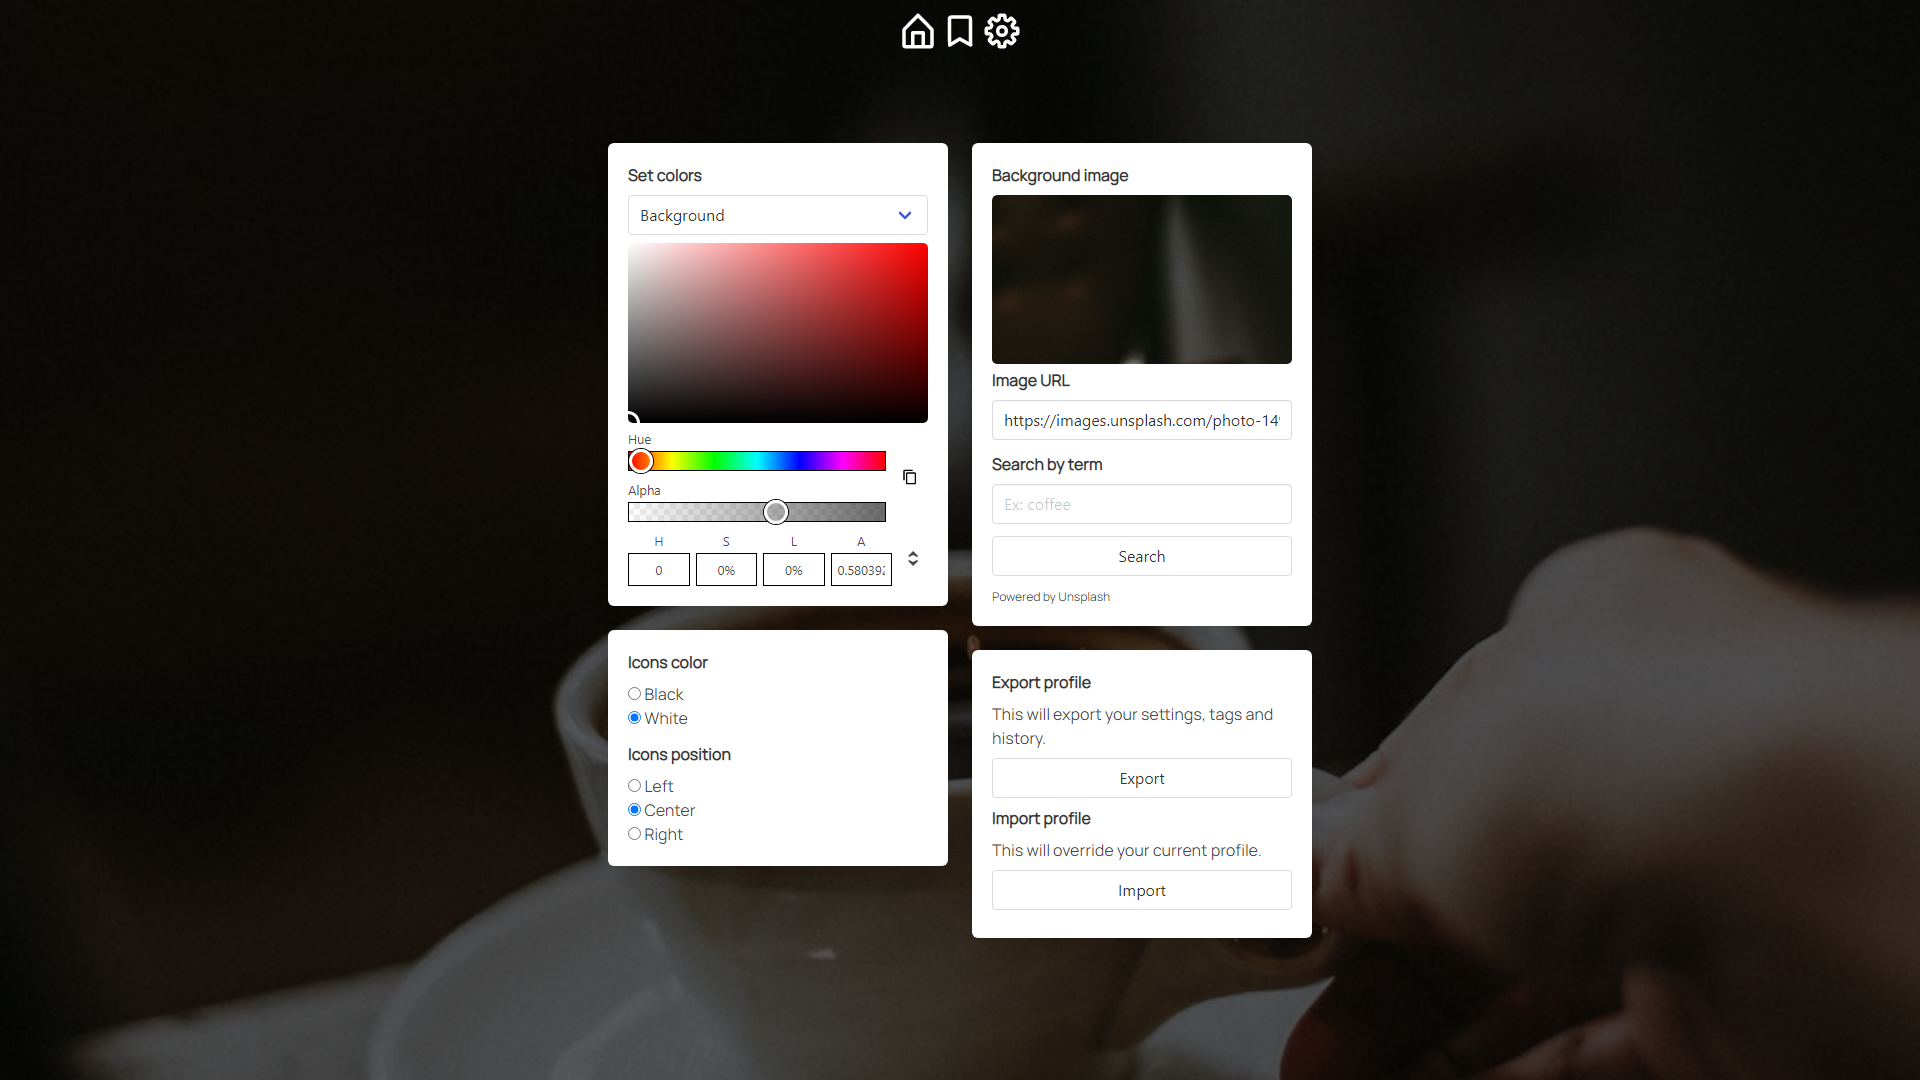 Set colors
Background
Hue
Alpha
H S L A
0 0% 0% 0.580392
Icons color
Black
White
Icons position
Left
Center
Right
Background image
Image URL
https://images.unsplash.com/photo-14
Search by term
Ex: coffee
Search
Powered by Unsplash
Export profile
This will export your settings, tags and
history.
Export
Import profile
This will override your current profile.
Import